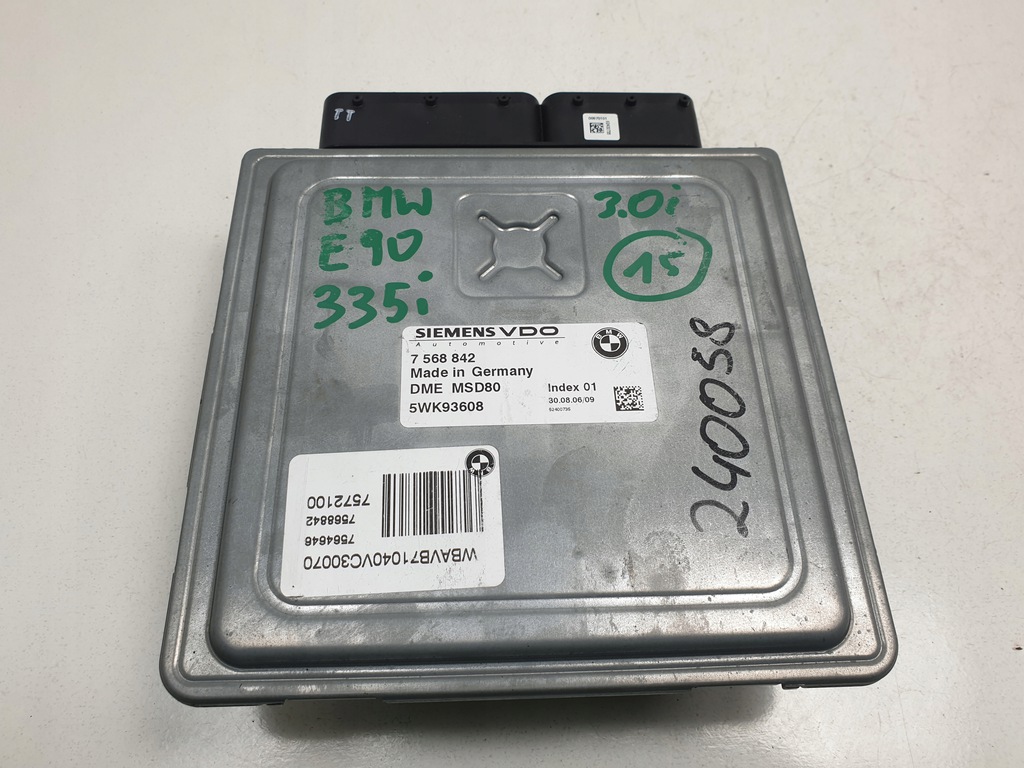 BMW
E90
335i
3.0i
15
SIEMENS VDO
Automotive
7 568 842
Made in Germany
DME MSD80
Index 01
5WK93608
30.08.06/09
240058
WBAVB71040VC30070
7564646
7568842
7572100